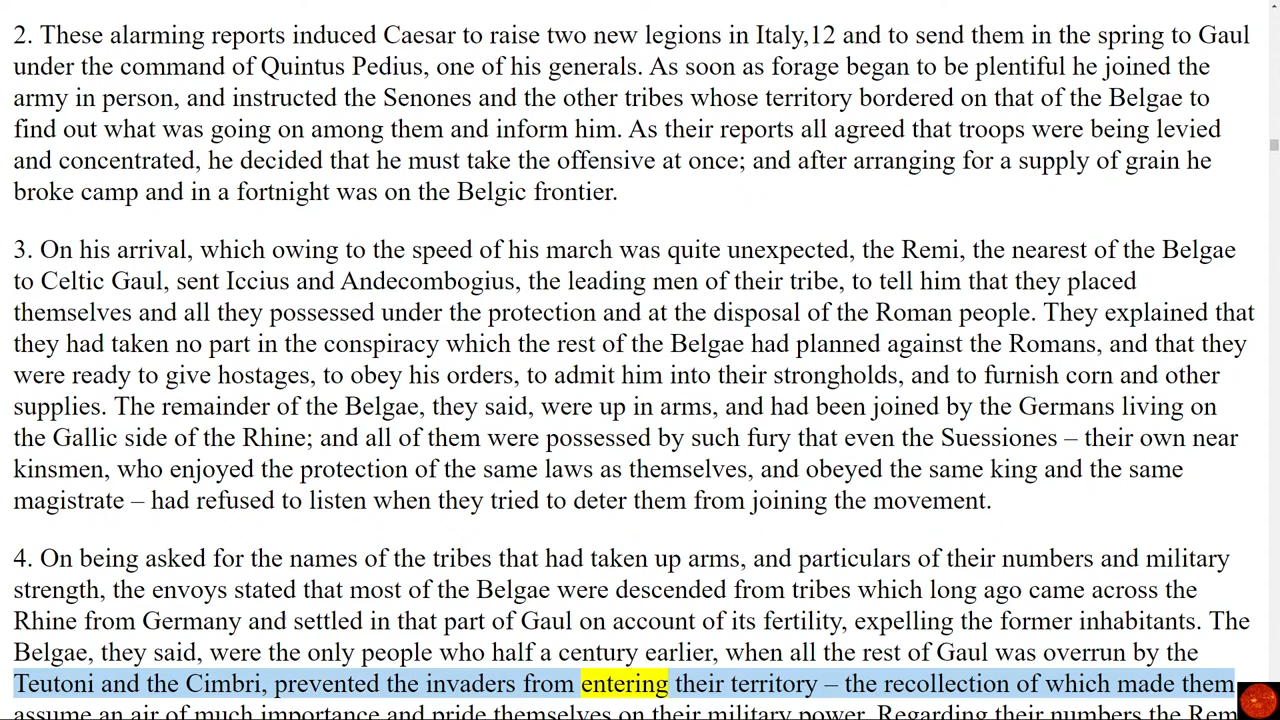 2. These alarming reports induced Caesar to raise two new legions in Italy,12 and to send them in the spring to Gaul
under the command of Quintus Pedius, one of his generals. As soon as forage began to be plentiful he joined the
army in person, and instructed the Senones and the other tribes whose territory bordered on that of the Belgae to
find out what was going on among them and inform him. As their reports all agreed that troops were being levied
and concentrated, he decided that he must take the offensive at once; and after arranging for a supply of grain he
broke camp and in a fortnight was on the Belgic frontier.
3. On his arrival, which owing to the speed of his march was quite unexpected, the Remi, the nearest of the Belgae
to Celtic Gaul, sent Iccius and Andecombogius, the leading men of their tribe, to tell him that they placed
themselves and all they possessed under the protection and at the disposal of the Roman people. They explained that
they had taken no part in the conspiracy which the rest of the Belgae had planned against the Romans, and that they
were ready to give hostages, to obey his orders, to admit him into their strongholds, and to furnish corn and other
supplies. The remainder of the Belgae, they said, were up in arms, and had been joined by the Germans living on
the Gallic side of the Rhine; and all of them were possessed by such fury that even the Suessiones – their own near
kinsmen, who enjoyed the protection of the same laws as themselves, and obeyed the same king and the same
magistrate – had refused to listen when they tried to deter them from joining the movement.
4. On being asked for the names of the tribes that had taken up arms, and particulars of their numbers and military
strength, the envoys stated that most of the Belgae were descended from tribes which long ago came across the
Rhine from Germany and settled in that part of Gaul on account of its fertility, expelling the former inhabitants. The
Belgae, they said, were the only people who half a century earlier, when all the rest of Gaul was overrun by the
Teutoni and the Cimbri, prevented the invaders from entering their territory – the recollection of which made them
assume an air of much importance and pride themselves on their military power. Regarding their numbers the Rem